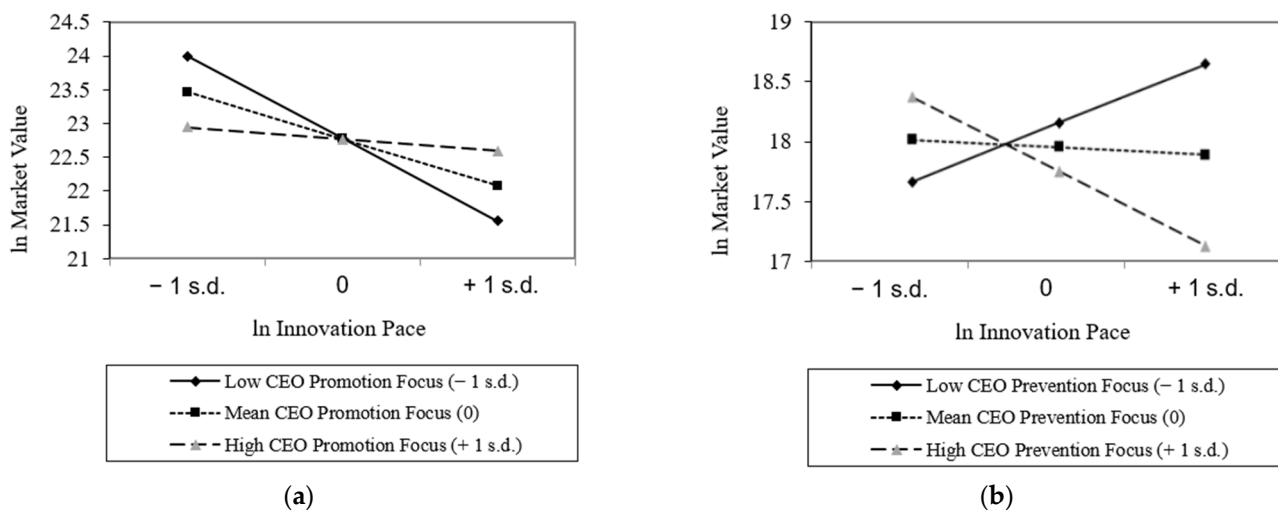 24.5
24
23.5
23
22.5
22
21.5
21
ln Market Value
− 1 s.d.
0
+ 1 s.d.
ln Innovation Pace
Low CEO Promotion Focus (− 1 s.d.)
Mean CEO Promotion Focus (0)
High CEO Promotion Focus (+ 1 s.d.)
(a)
19
18.5
18
17.5
17
ln Market Value
− 1 s.d.
0
+ 1 s.d.
ln Innovation Pace
Low CEO Prevention Focus (− 1 s.d.)
Mean CEO Prevention Focus (0)
High CEO Prevention Focus (+ 1 s.d.)
(b)